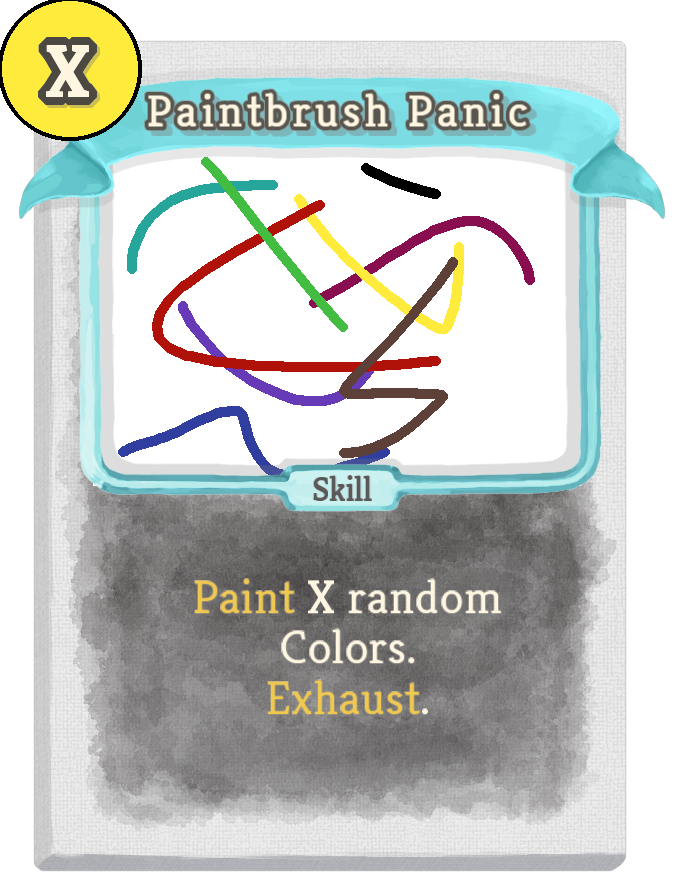 X
Paintbrush Panic
Skill
Paint X random
Colors.
Exhaust.